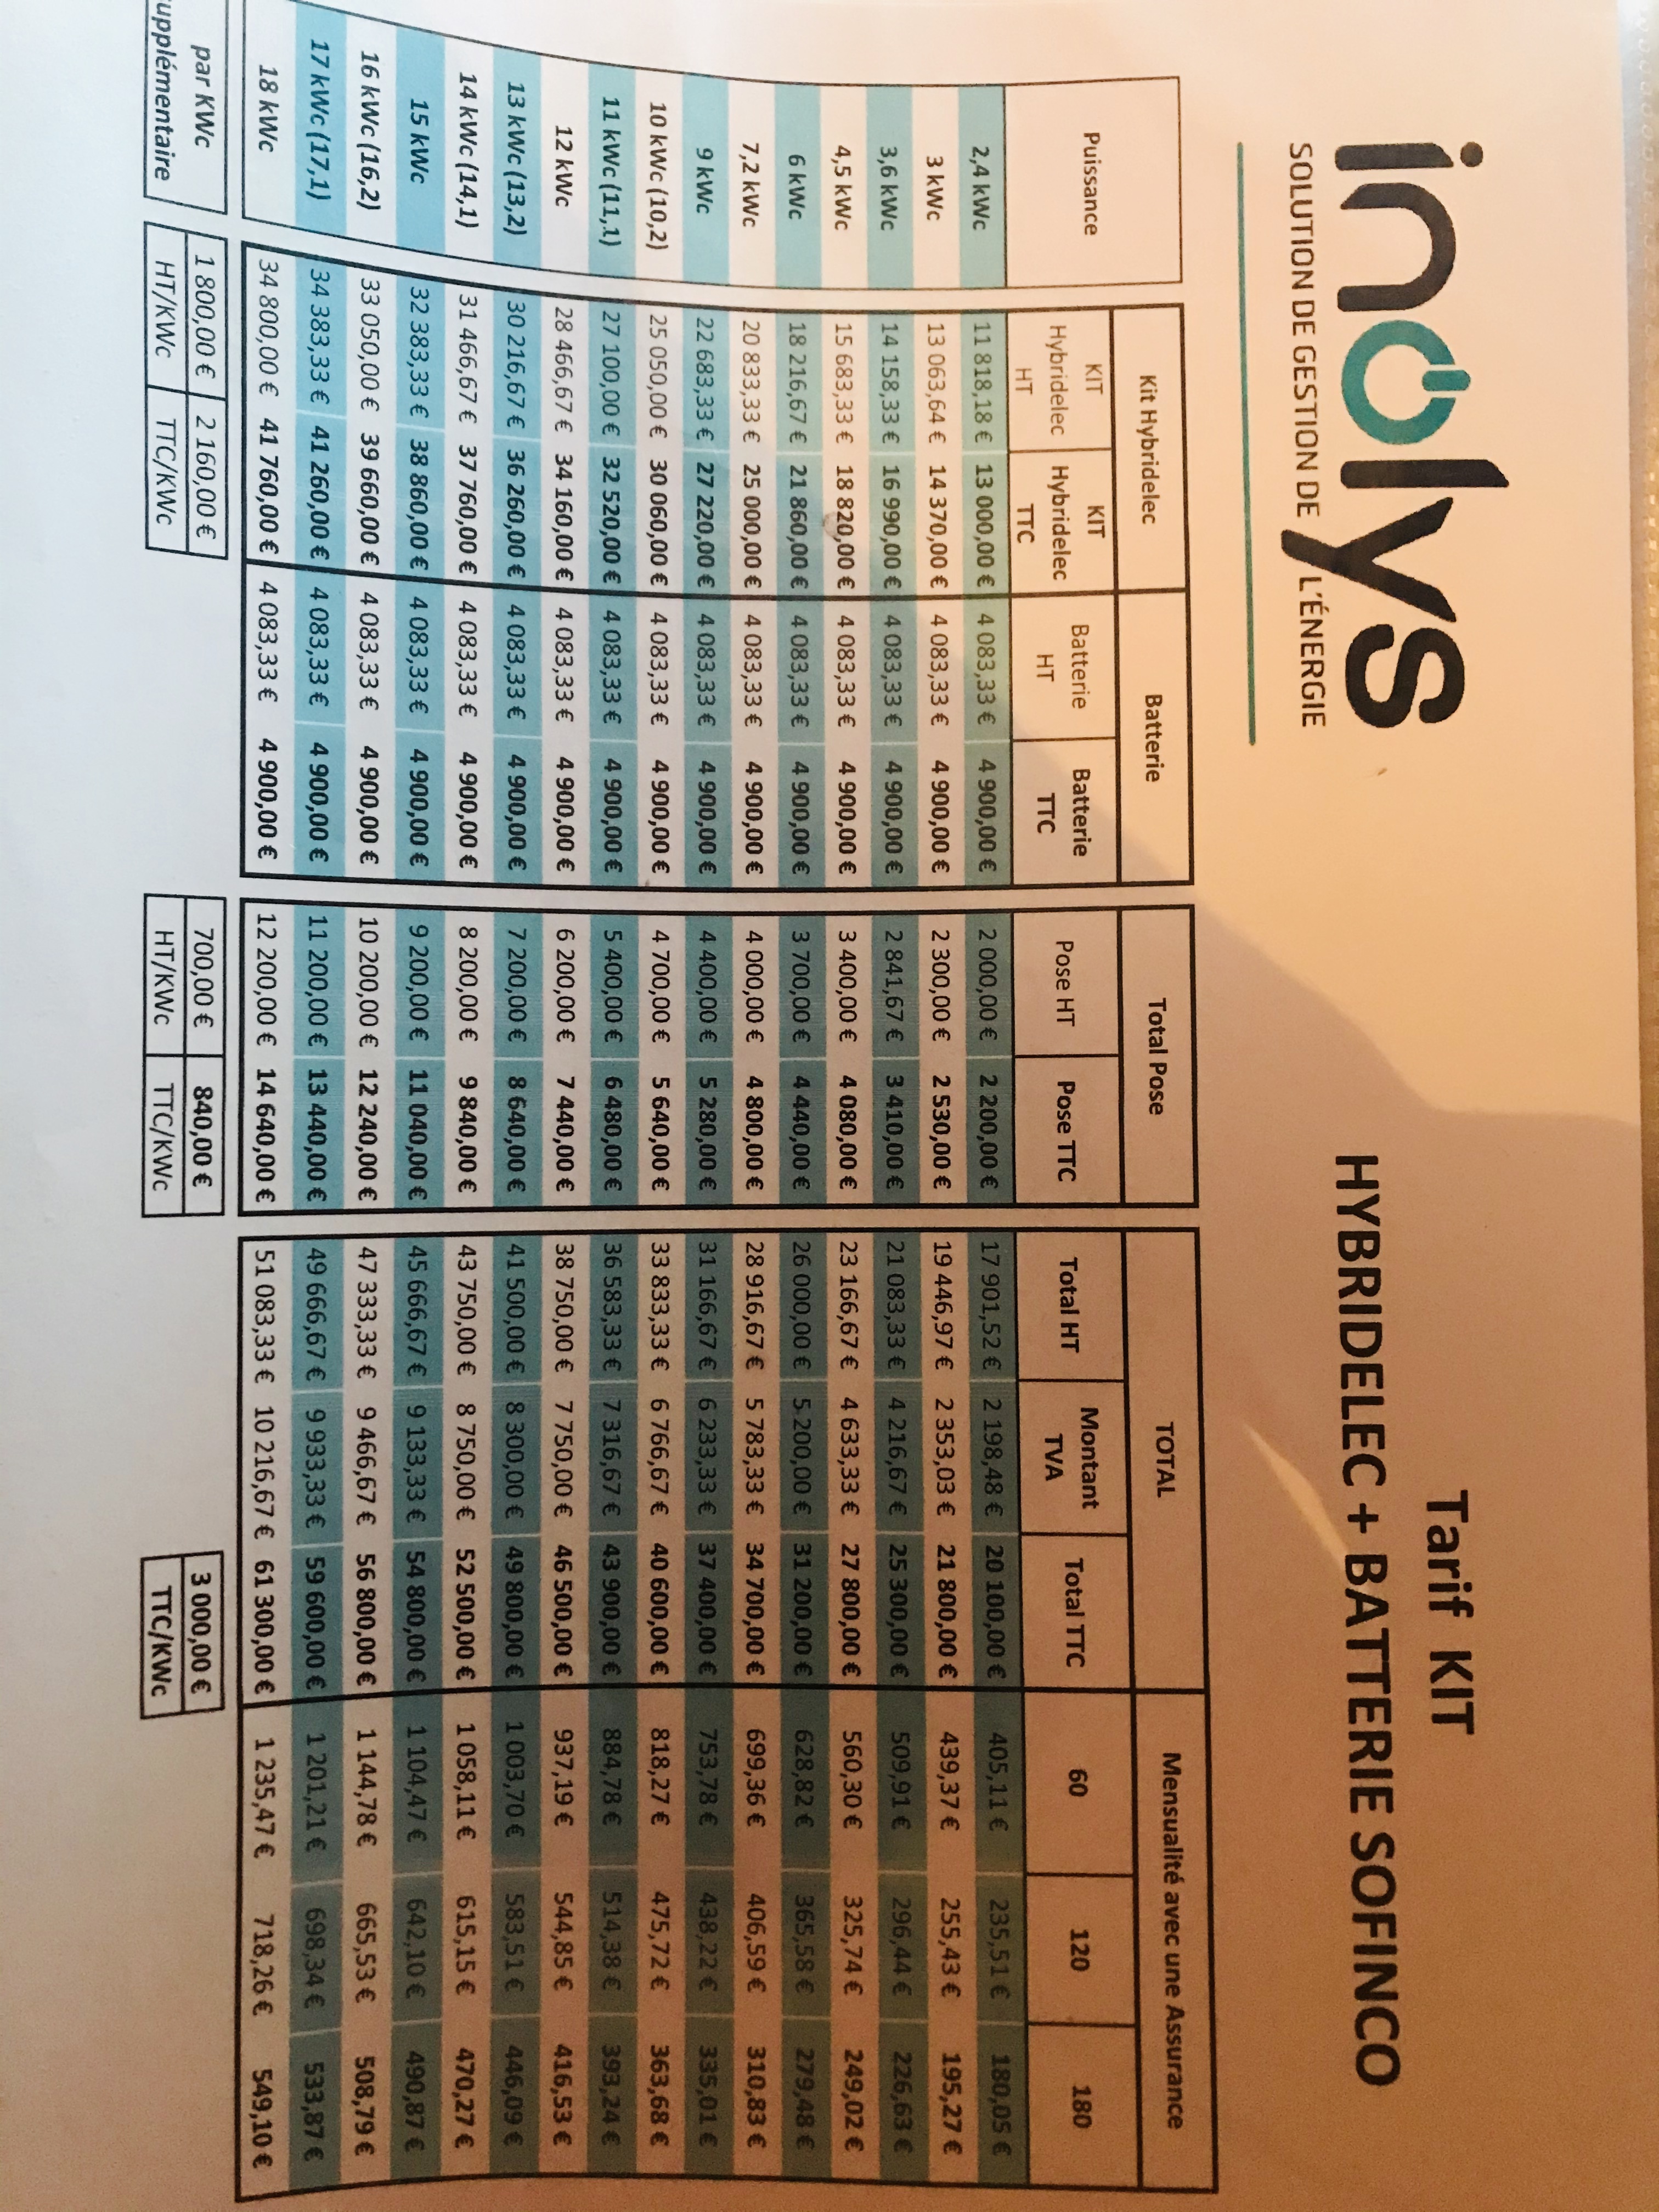 inolys
SOLUTION DE GESTION DE L'ÉNERGIE
Tarif KIT
HYBRIDELEC + BATTERIE SOFINCO
Puissance Kit Hybridelec Batterie Total Pose TOTAL Mensualité avec une Assurance
KIT Hybridelec HT KIT Hybridelec TTC Batterie HT Batterie TTC Pose HT Pose TTC Total HT Montant TVA Total TTC 60 120 180
2,4 kWc 11 818,18 € 13 000,00 € 4 083,33 € 4 900,00 € 2 000,00 € 2 200,00 € 17 901,52 € 2 198,48 € 20 100,00 € 405,11 € 235,51 € 180,05 €
3 kWc 13 063,64 € 14 370,00 € 4 083,33 € 4 900,00 € 2 300,00 € 2 530,00 € 19 446,97 € 2 353,03 € 21 800,00 € 439,37 € 255,43 € 195,27 €
3,6 kWc 14 158,33 € 16 990,00 € 4 083,33 € 4 900,00 € 2 841,67 € 3 410,00 € 21 083,33 € 4 216,67 € 25 300,00 € 509,91 € 296,44 € 226,63 €
4,5 kWc 15 683,33 € 18 820,00 € 4 083,33 € 4 900,00 € 3 400,00 € 4 080,00 € 23 166,67 € 4 633,33 € 27 800,00 € 560,30 € 325,74 € 249,02 €
6 kWc 18 216,67 € 21 860,00 € 4 083,33 € 4 900,00 € 3 700,00 € 4 440,00 € 26 000,00 € 5 200,00 € 31 200,00 € 628,82 € 365,58 € 279,48 €
7,2 kWc 20 833,33 € 25 000,00 € 4 083,33 € 4 900,00 € 4 000,00 € 4 800,00 € 28 916,67 € 5 783,33 € 34 700,00 € 699,36 € 406,59 € 310,83 €
9 kWc 22 683,33 € 27 220,00 € 4 083,33 € 4 900,00 € 4 400,00 € 5 280,00 € 31 166,67 € 6 233,33 € 37 400,00 € 753,78 € 438,22 € 335,01 €
10 kWc (10,2) 25 050,00 € 30 060,00 € 4 083,33 € 4 900,00 € 4 700,00 € 5 640,00 € 33 833,33 € 6 766,67 € 40 600,00 € 818,27 € 475,72 € 363,68 €
11 kWc (11,1) 27 100,00 € 32 520,00 € 4 083,33 € 4 900,00 € 5 400,00 € 6 480,00 € 36 583,33 € 7 316,67 € 43 900,00 € 884,78 € 514,38 € 393,24 €
12 kWc 28 466,67 € 34 160,00 € 4 083,33 € 4 900,00 € 6 200,00 € 7 440,00 € 38 750,00 € 7 750,00 € 46 500,00 € 937,19 € 544,85 € 416,53 €
13 kWc (13,2) 30 216,67 € 36 260,00 € 4 083,33 € 4 900,00 € 7 200,00 € 8 640,00 € 41 500,00 € 8 300,00 € 49 800,00 € 1 003,70 € 583,51 € 446,09 €
14 kWc (14,1) 31 466,67 € 37 760,00 € 4 083,33 € 4 900,00 € 8 200,00 € 9 840,00 € 43 750,00 € 8 750,00 € 52 500,00 € 1 058,11 € 615,15 € 470,27 €
15 kWc 32 383,33 € 38 860,00 € 4 083,33 € 4 900,00 € 9 200,00 € 11 040,00 € 45 666,67 € 9 133,33 € 54 800,00 € 1 104,47 € 642,10 € 490,87 €
16 kWc (16,2) 33 050,00 € 39 660,00 € 4 083,33 € 4 900,00 € 10 200,00 € 12 240,00 € 47 333,33 € 9 466,67 € 56 800,00 € 1 144,78 € 665,53 € 508,79 €
17 kWc (17,1) 34 383,33 € 41 260,00 € 4 083,33 € 4 900,00 € 11 200,00 € 13 440,00 € 49 666,67 € 9 933,33 € 59 600,00 € 1 201,21 € 698,34 € 533,87 €
18 kWc 34 800,00 € 41 760,00 € 4 083,33 € 4 900,00 € 12 200,00 € 14 640,00 € 51 083,33 € 10 216,67 € 61 300,00 € 1 235,47 € 718,26 € 549,10 €
par KWc 1 800,00 € 2 160,00 € 700,00 € 840,00 € 3 000,00 €
upplémentaire HT/KWc TTC/KWc HT/KWc TTC/KWc TTC/KWc